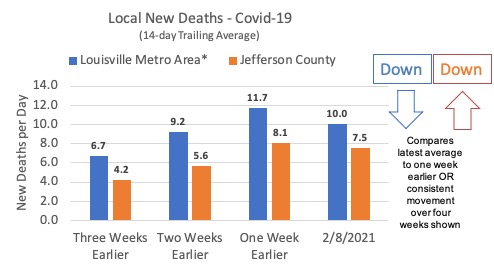 Local New Deaths - Covid-19
(14-day Trailing Average)
Louisville Metro Area* Jefferson County
Down Down
14.0
12.0
10.0
8.0
6.0
4.0
2.0
0.0
New Deaths per Day
6.7
4.2
9.2
5.6
11.7
8.1
10.0
7.5
Three Weeks
Earlier
Two Weeks
Earlier
One Week
Earlier
2/8/2021
Compares
latest average
to one week
earlier OR
consistent
movement
over four
weeks shown